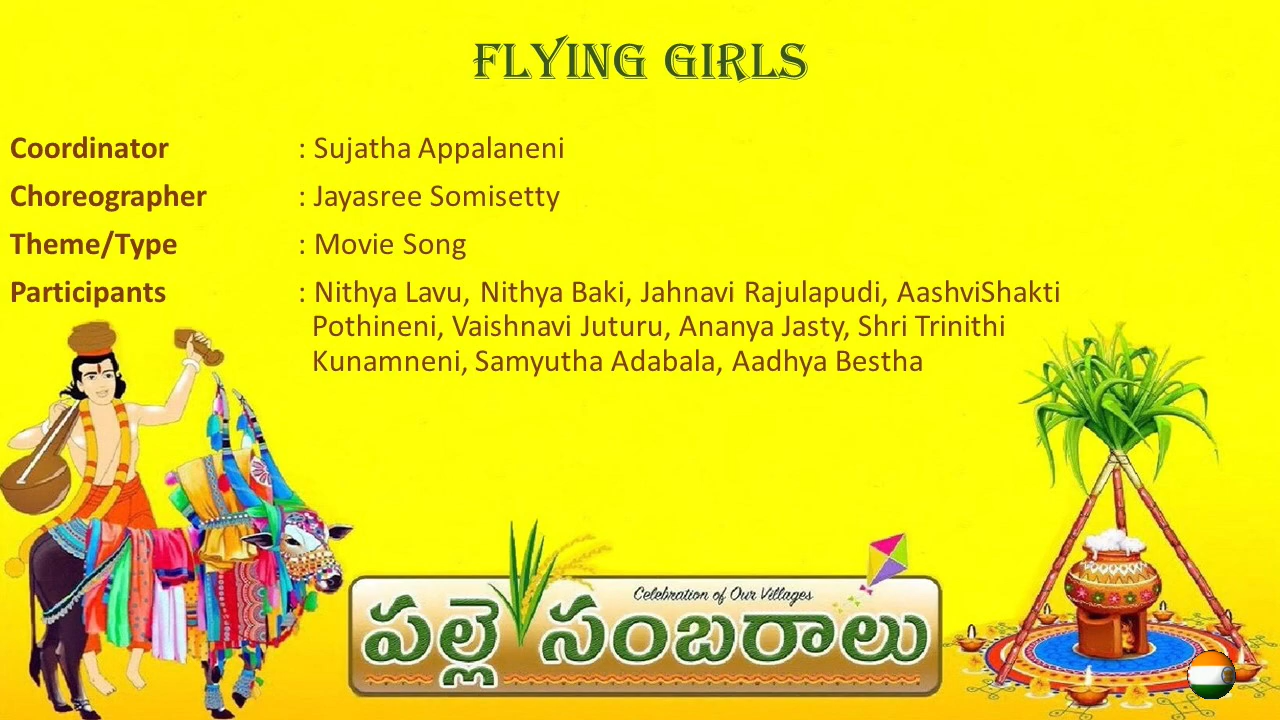 FLYING GIRLS
Coordinator : Sujatha Appalaneni
Choreographer : Jayasree Somisetty
Theme/Type : Movie Song
Participants : Nithya Lavu, Nithya Baki, Jahnavi Rajulapudi, AashviShakti
Pothineni, Vaishnavi Juturu, Ananya Jasty, Shri Trinithi
Kunamneni, Samyutha Adabala, Aadhya Bestha
Celebration of Our Villages
పల్లె సంబరాలు